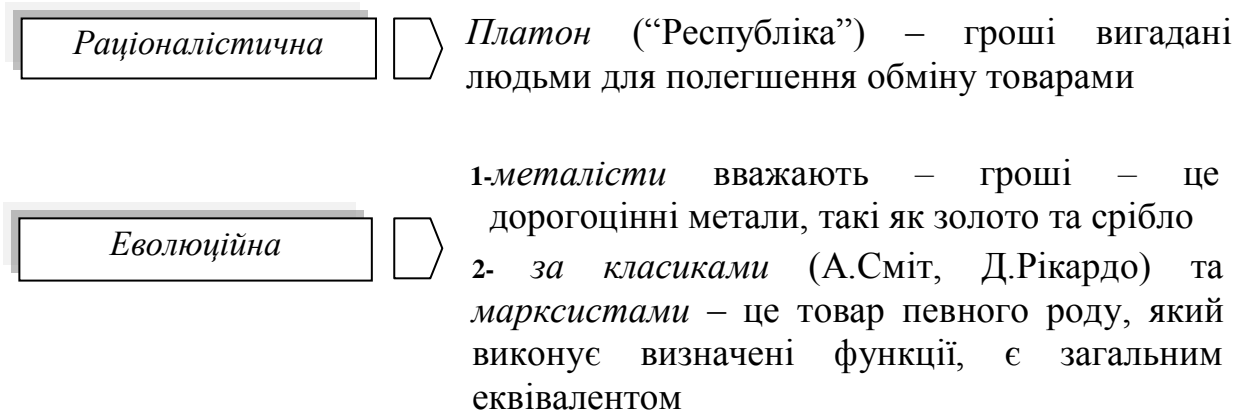 Раціоналістична
Платон (“Республіка”) – гроші вигадані
людьми для полегшення обміну товарами
1-металісти вважають – гроші – це
дорогоцінні метали, такі як золото та срібло
Еволюційна
2- за класиками (А.Сміт, Д.Рікардо) та
марксистами – це товар певного роду, який
виконує визначені функції, є загальним
еквівалентом